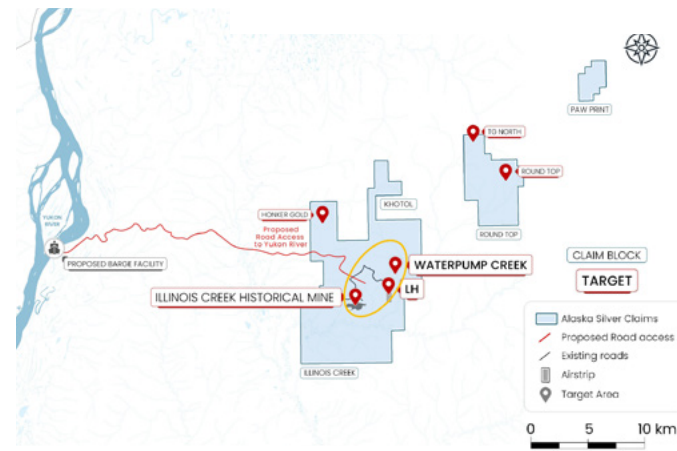 PAW PRINT
TG NORTH
ROUND TOP
ROUND TOP
KHOTOL
HONKER GOLD
YUKON
RIVER
Proposed
Road Access
to Yukon River
PROPOSED BARGE FACILITY
WATERPUMP CREEK
LH
ILLINOIS CREEK HISTORICAL MINE
ILLINOIS CREEK
CLAIM BLOCK
TARGET
Alaska Silver Claims
Proposed Road access
Existing roads
Airstrip
Target Area
0 5 10 km